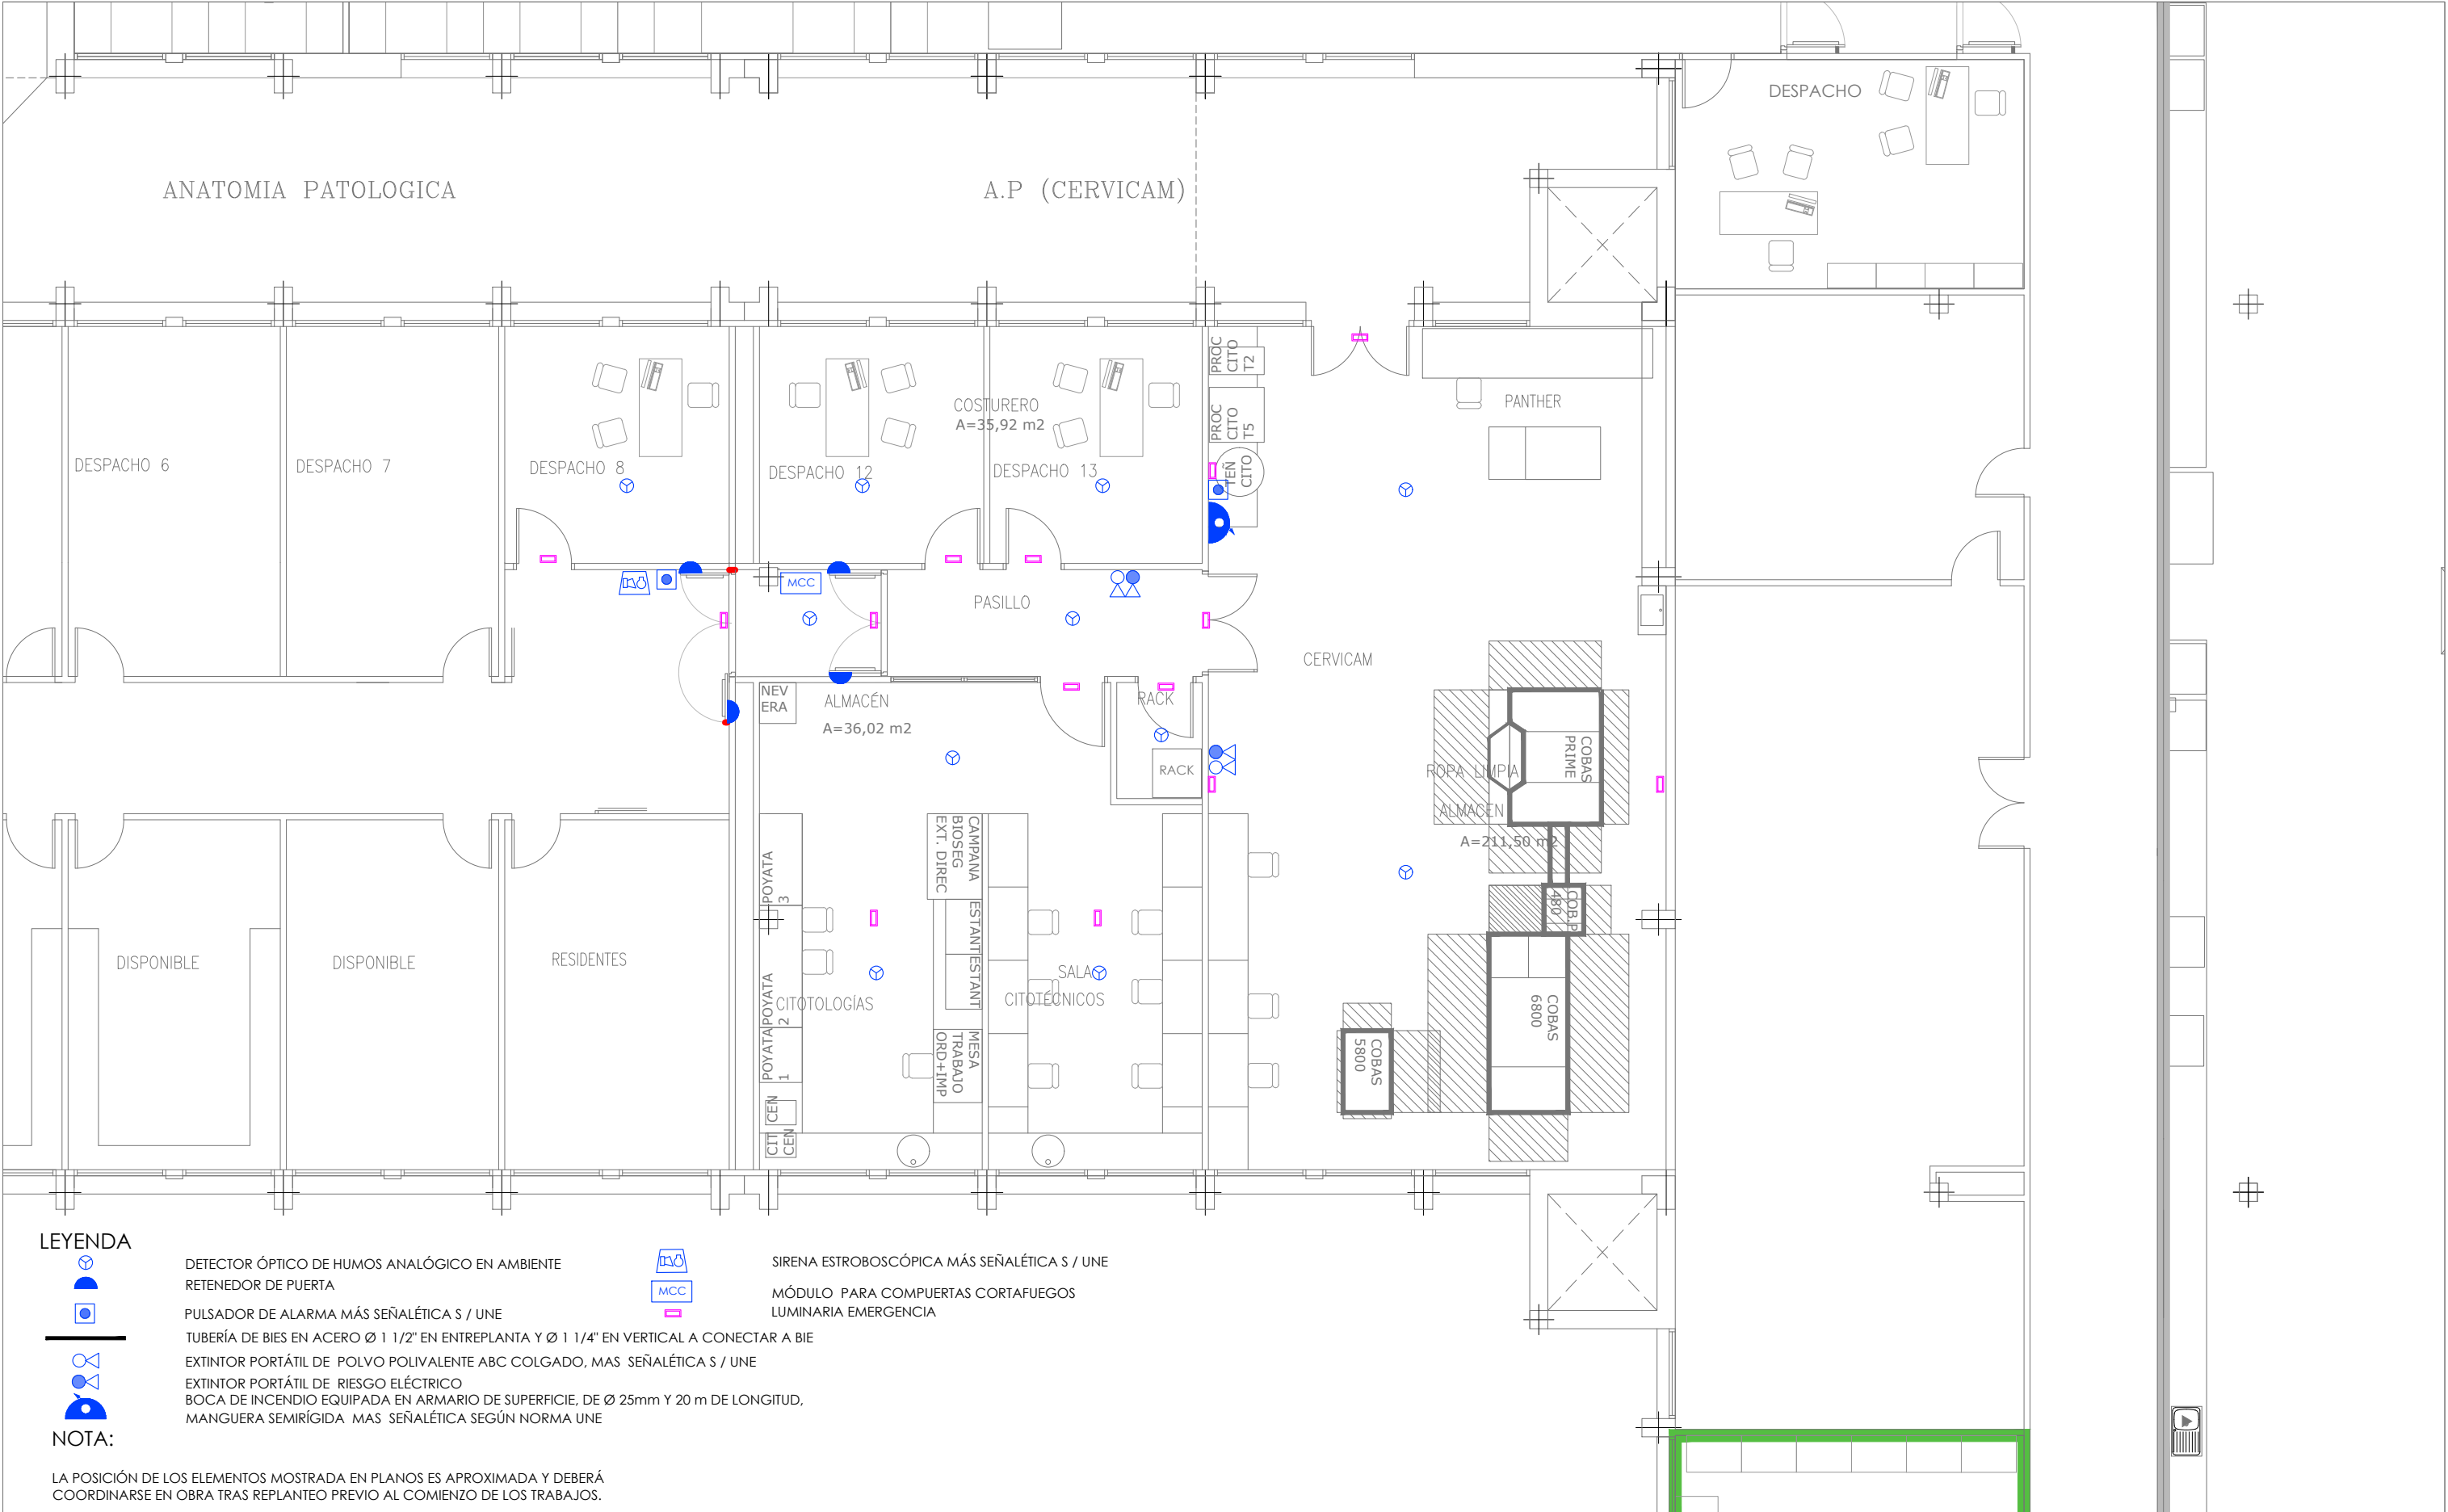 DESPACHO
ANATOMIA PATOLOGICA
A.P (CERVICAM)
PROC
CITO
T2
PROC
CITO
T5
TEÑ
CITO
PANTHER
COSTURERO
A=35,92 m2
DESPACHO 6
DESPACHO 7
DESPACHO 8
DESPACHO 12
DESPACHO 13
MCC
PASILLO
CERVICAM
NEV
ERA
ALMACÉN
A=36,02 m2
RACK
RACK
COBAS
PRIME
ROPA LIMPIA
ALMACEN
A=211,50 m2
COB.P
480
COBAS
6800
COBAS
5800
POYATA
3
POYATA
2
POYATA
1
CEN
CIT
CEN
CAMPANA
BIOSEG
EXT. DIREC
ESTANT
ESTANT
MESA
TRABAJO
ORD+IMP
CITOTOLOGÍAS
SALA
CITOTÉCNICOS
DISPONIBLE
DISPONIBLE
RESIDENTES
LEYENDA
DETECTOR ÓPTICO DE HUMOS ANALÓGICO EN AMBIENTE
RETENEDOR DE PUERTA
PULSADOR DE ALARMA MÁS SEÑALÉTICA S / UNE
TUBERÍA DE BIES EN ACERO Ø 1 1/2" EN ENTREPLANTA Y Ø 1 1/4" EN VERTICAL A CONECTAR A BIE
EXTINTOR PORTÁTIL DE POLVO POLIVALENTE ABC COLGADO, MAS SEÑALÉTICA S / UNE
EXTINTOR PORTÁTIL DE RIESGO ELÉCTRICO
BOCA DE INCENDIO EQUIPADA EN ARMARIO DE SUPERFICIE, DE Ø 25mm Y 20 m DE LONGITUD,
MANGUERA SEMIRÍGIDA MAS SEÑALÉTICA SEGÚN NORMA UNE
SIRENA ESTROBOSCÓPICA MÁS SEÑALÉTICA S / UNE
MCC
MÓDULO PARA COMPUERTAS CORTAFUEGOS
LUMINARIA EMERGENCIA
NOTA:
LA POSICIÓN DE LOS ELEMENTOS MOSTRADA EN PLANOS ES APROXIMADA Y DEBERÁ
COORDINARSE EN OBRA TRAS REPLANTEO PREVIO AL COMIENZO DE LOS TRABAJOS.